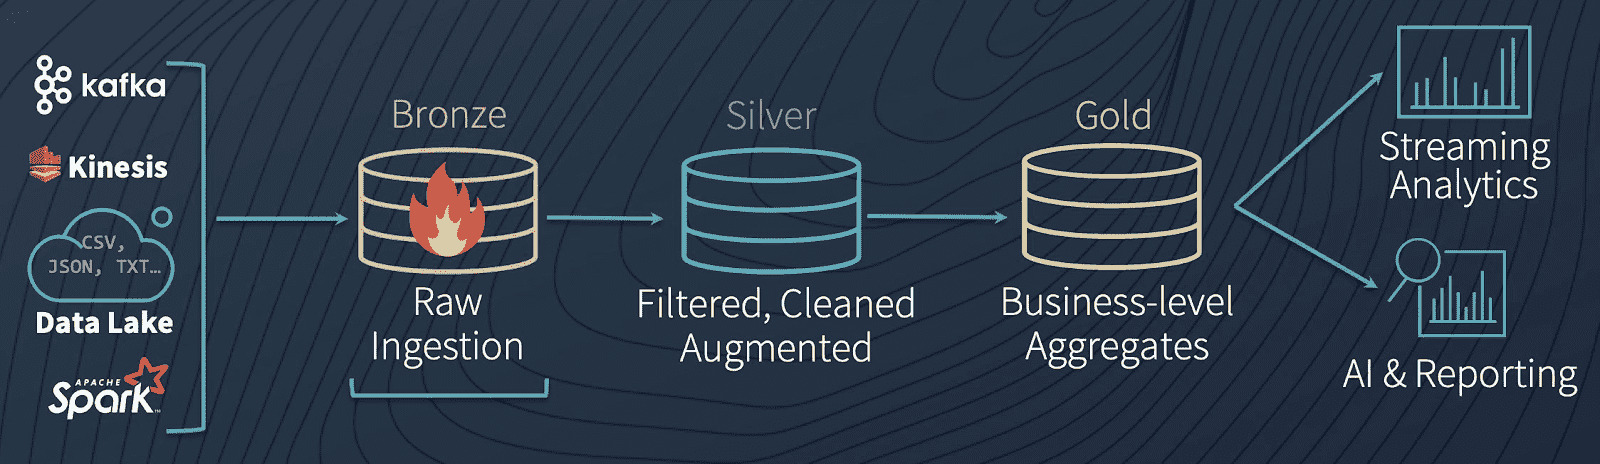 kafka
Kinesis
CSV,
JSON, TXT…
Data Lake
APACHE
Spark™
Bronze
Raw
Ingestion
Silver
Filtered, Cleaned
Augmented
Gold
Business-level
Aggregates
Streaming
Analytics
AI & Reporting